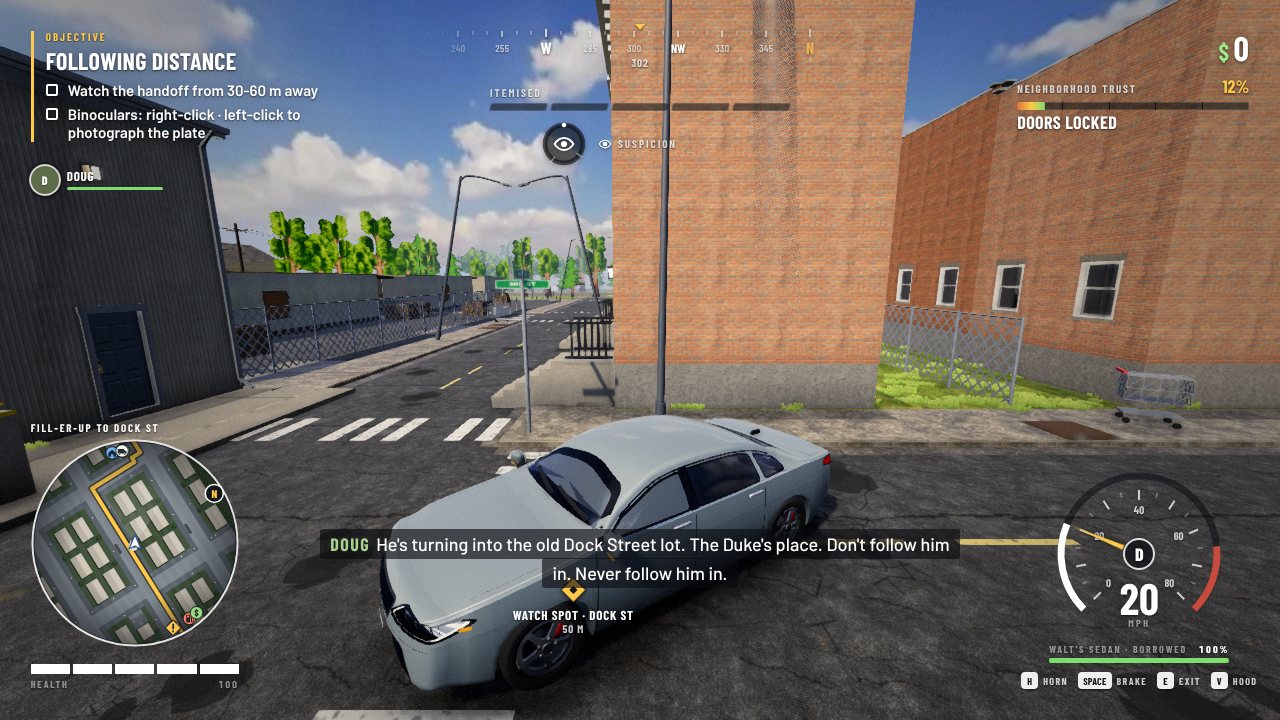 OBJECTIVE
FOLLOWING DISTANCE
Watch the handoff from 30-60 m away
Binoculars: right-click · left-click to
photograph the plate
D
DOUG
240 255 W 285 300 NW 330 345 N
302
ITEMISED
SUSPICION
$ 0
NEIGHBORHOOD TRUST 12%
DOORS LOCKED
FILL-ER-UP TO DOCK ST
N
$
!
HEALTH 100
DOUG He's turning into the old Dock Street lot. The Duke's place. Don't follow him
in. Never follow him in.
WATCH SPOT · DOCK ST
50 M
0 20 40 60 80
D
20
MPH
WALT'S SEDAN · BORROWED 100%
H HORN SPACE BRAKE E EXIT V HOOD